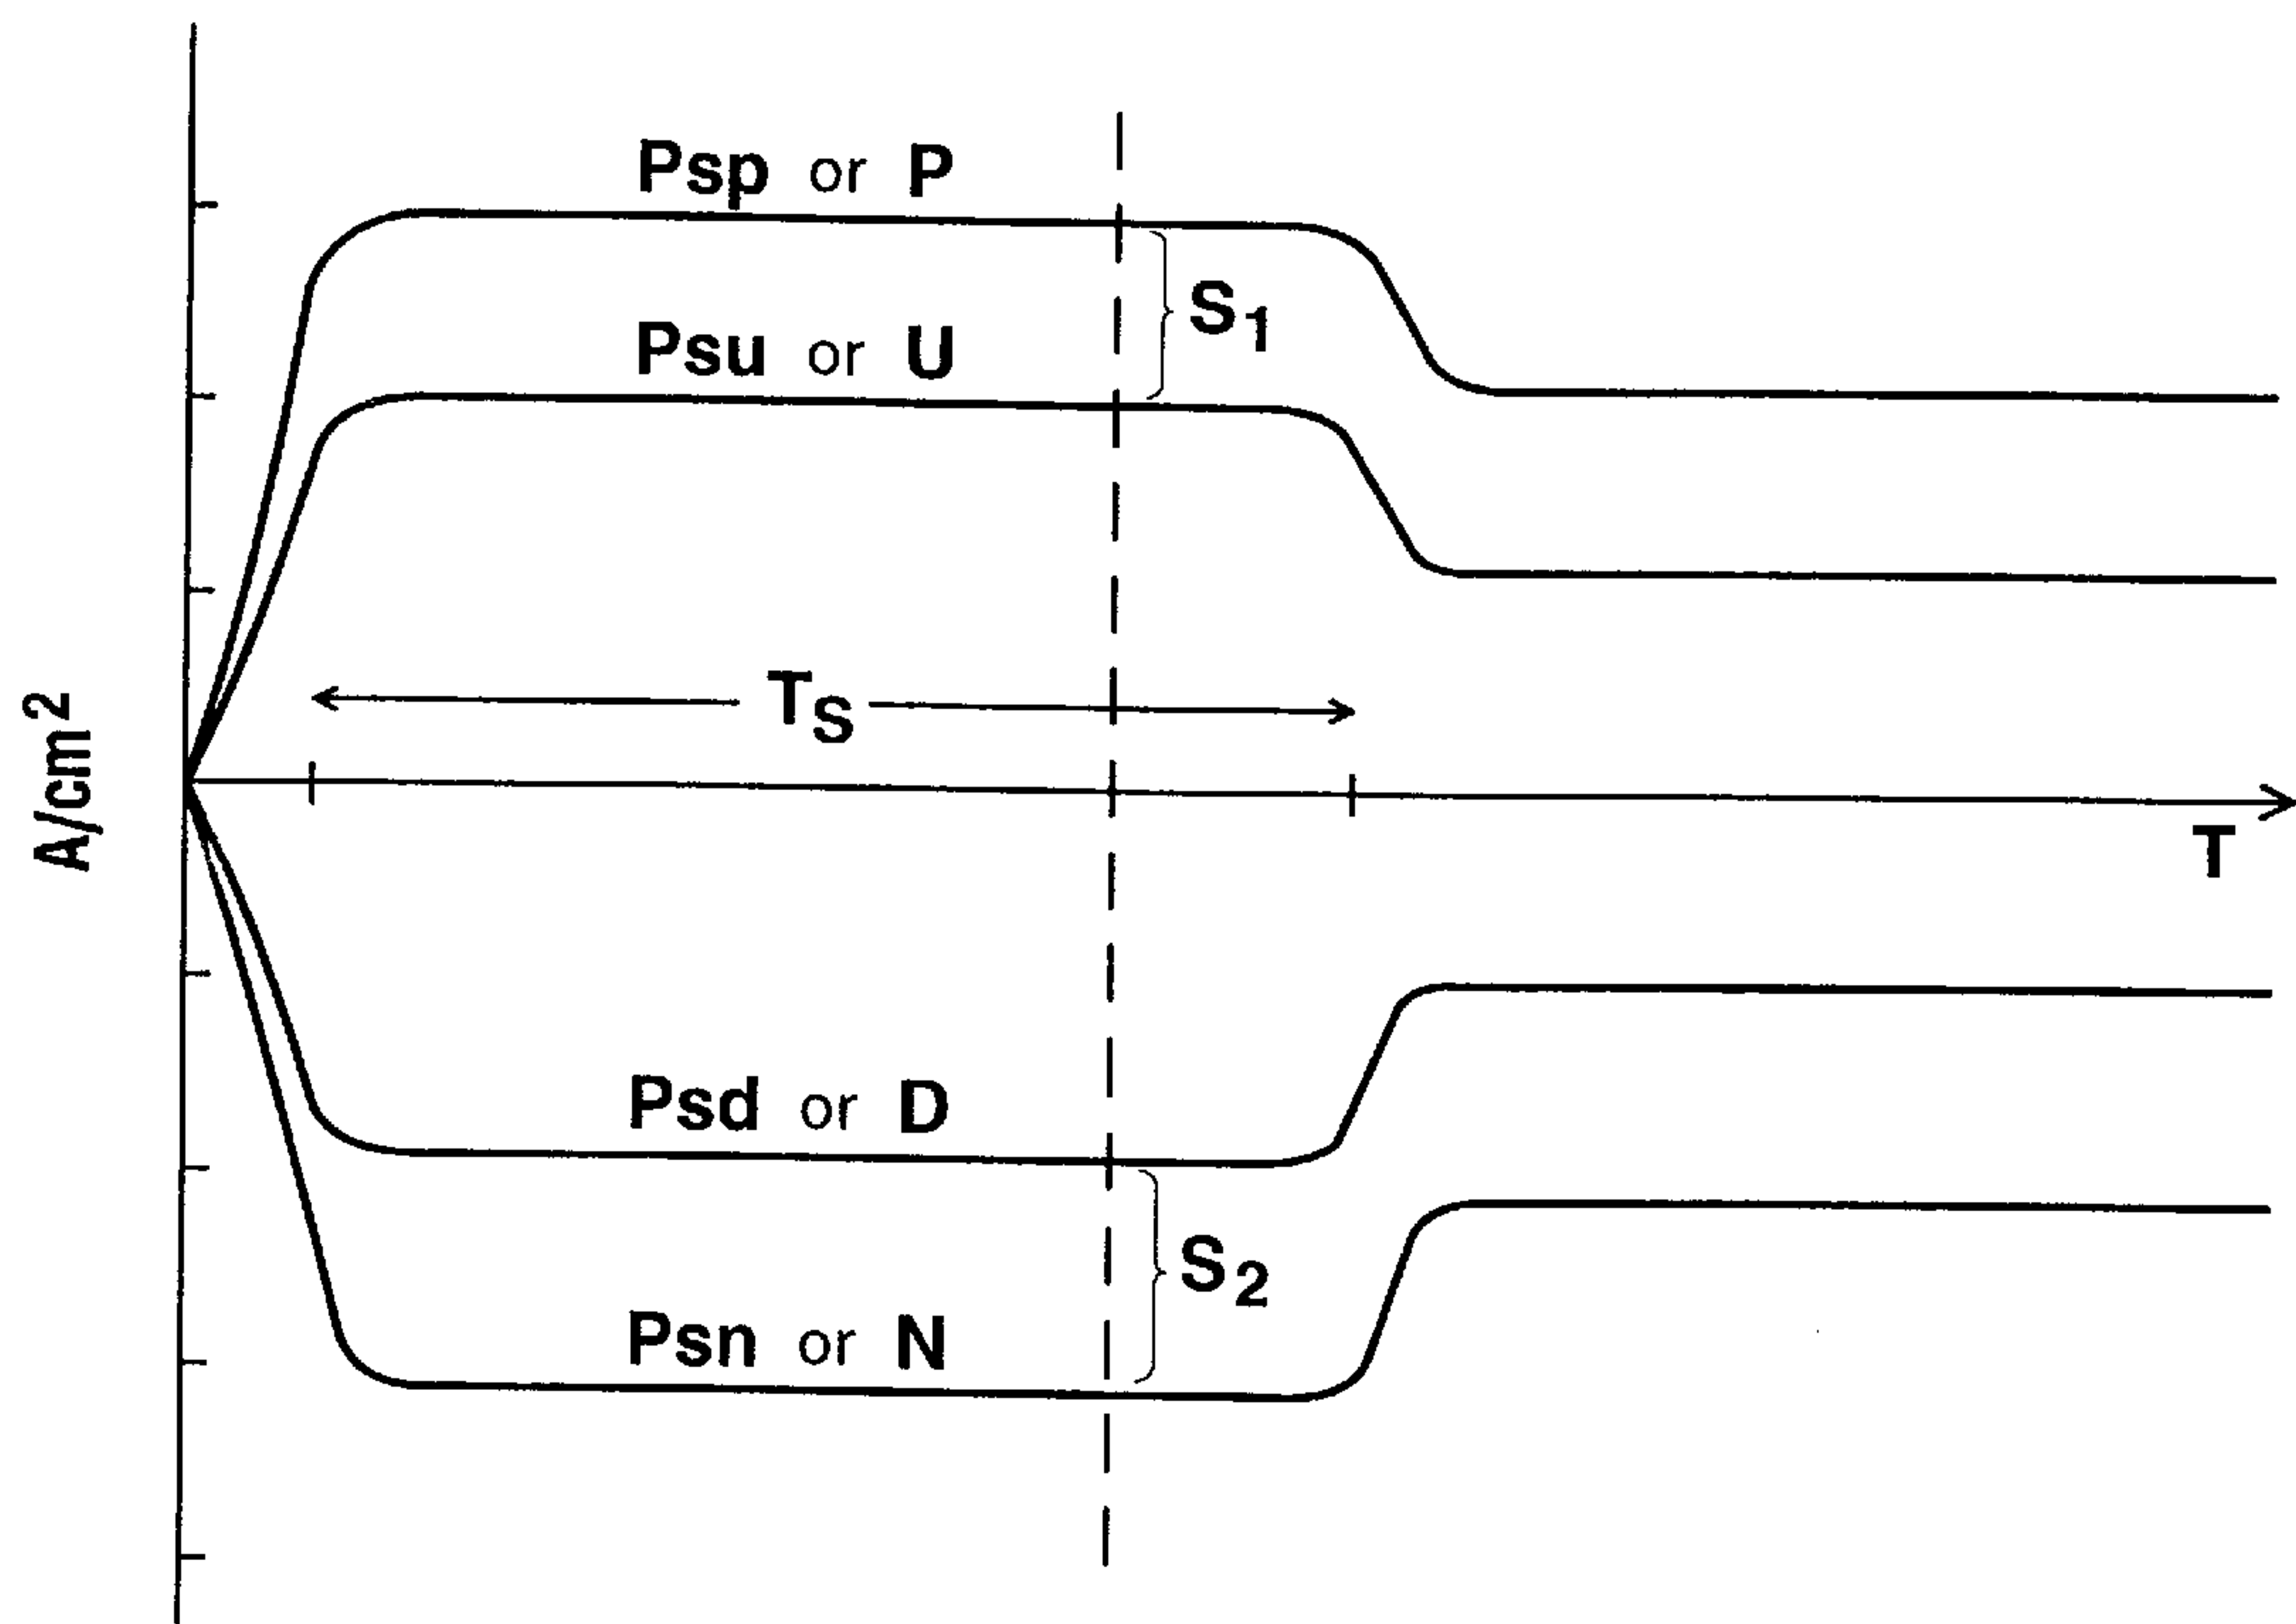 Psp or P
S1
Psu or U
TS
A/cm2
T
Psd or D
S2
Psn or N